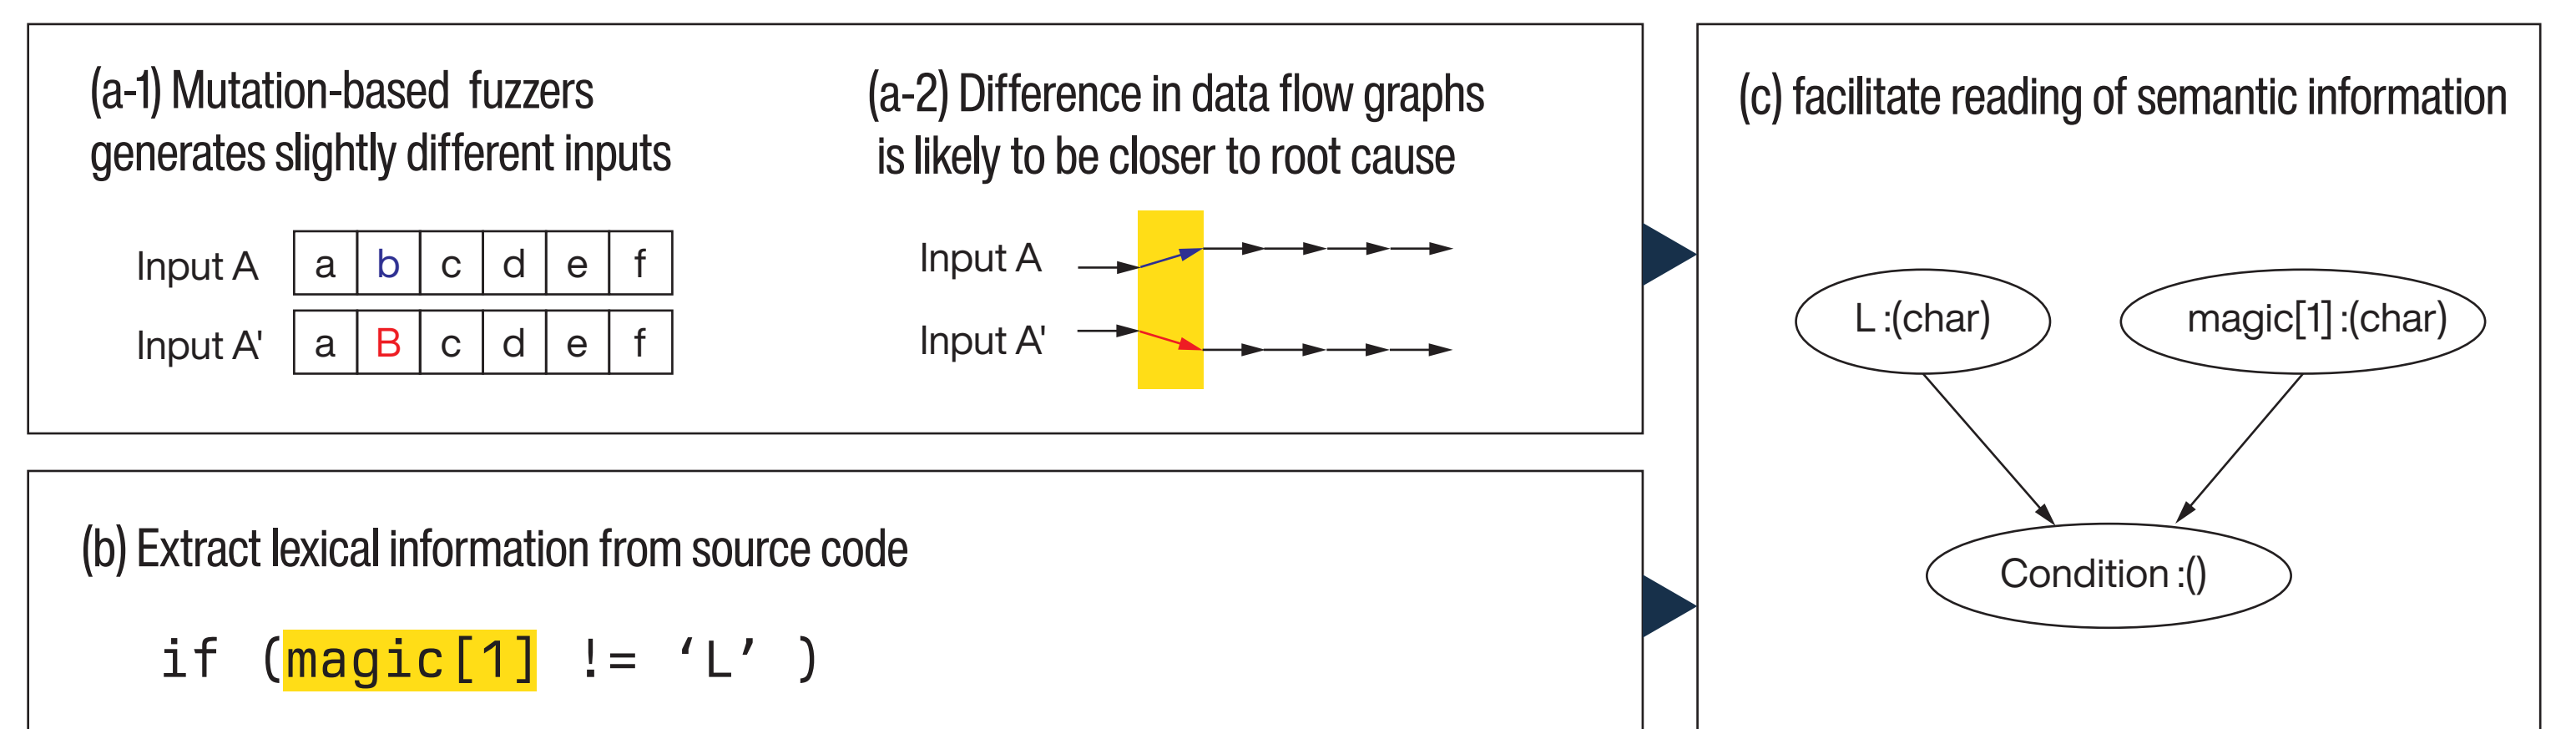 (a-1) Mutation-based fuzzers
generates slightly different inputs
Input A a b c d e f
Input A' a B c d e f
(a-2) Difference in data flow graphs
is likely to be closer to root cause
Input A
Input A'
(b) Extract lexical information from source code
if (magic[1] != ‘L’ )
(c) facilitate reading of semantic information
L :(char)
magic[1] :(char)
Condition :()